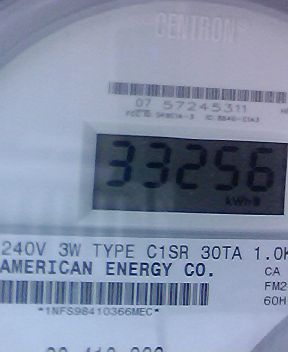 CENTRON
07 57245311
33256
kWh
240V 3W TYPE C1SR 30TA 1.0K
AMERICAN ENERGY CO.
CA
FM2
60H
*1NFS98410366MEC*